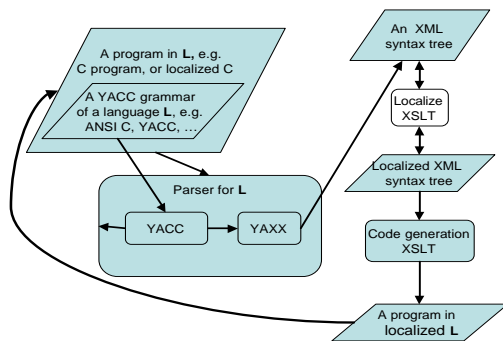 A program in L, e.g.
C program, or localized C
A YACC grammar
of a language L, e.g.
ANSI C, YACC, ...
Parser for L
YACC
YAXX
An XML
syntax tree
Localize
XSLT
Localized XML
syntax tree
Code generation
XSLT
A program in
localized L